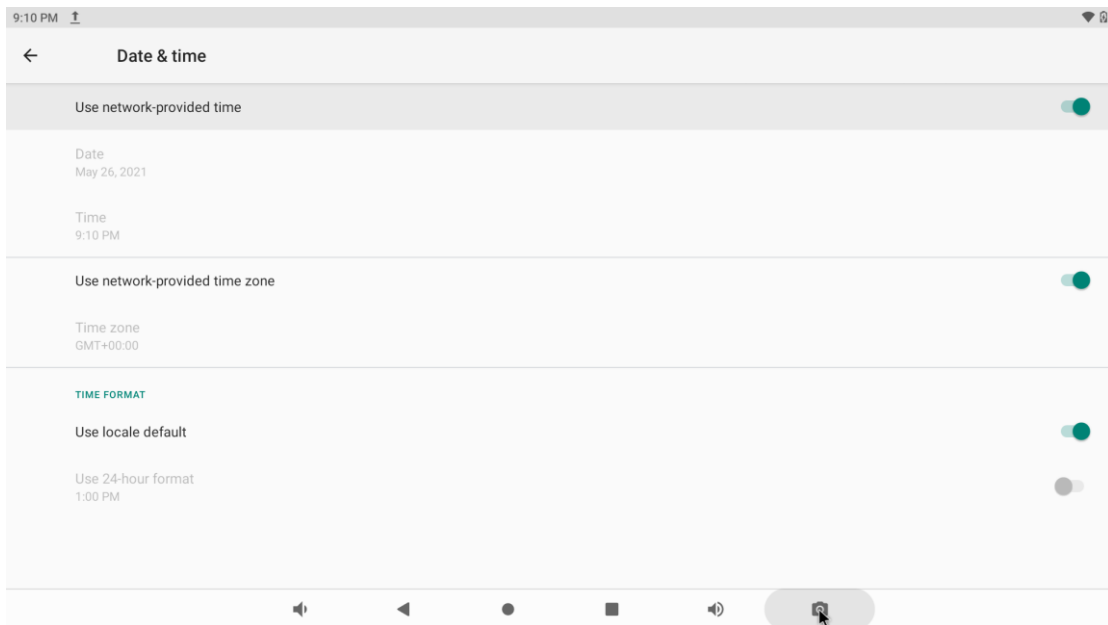 9:10 PM
Date & time
Use network-provided time
Date
May 26, 2021
Time
9:10 PM
Use network-provided time zone
Time zone
GMT+00:00
TIME FORMAT
Use locale default
Use 24-hour format
1:00 PM